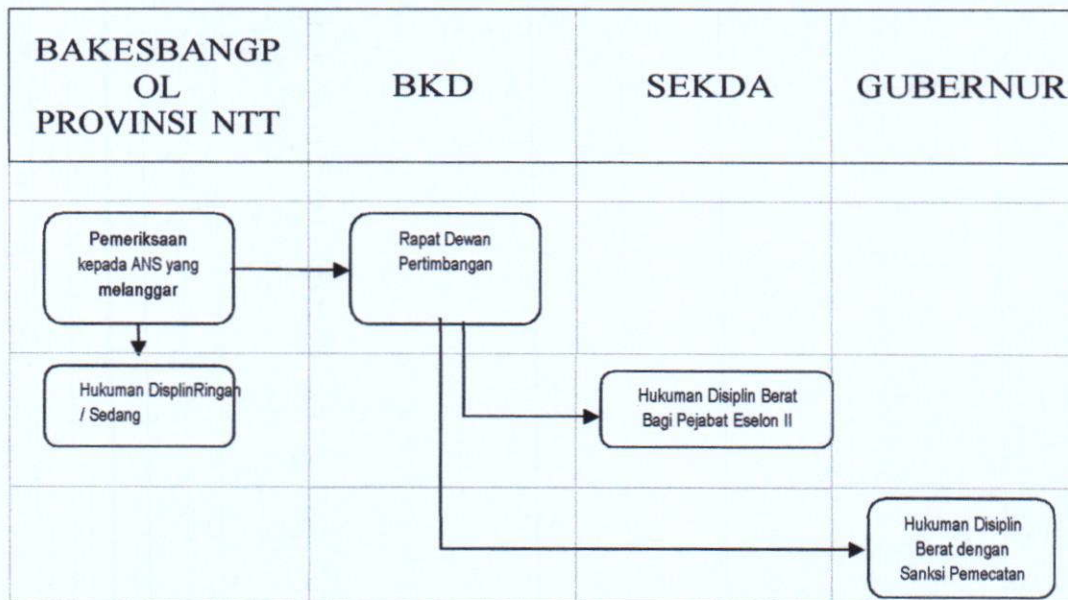 BAKESBANGP
OL
PROVINSI NTT
BKD
SEKDA
GUBERNUR
Pemeriksaan
kepada ANS yang
melanggar
Rapat Dewan
Pertimbangan
Hukuman DisplinRingan
/ Sedang
Hukuman Disiplin Berat
Bagi Pejabat Eselon II
Hukuman Disiplin
Berat dengan
Sanksi Pemecatan